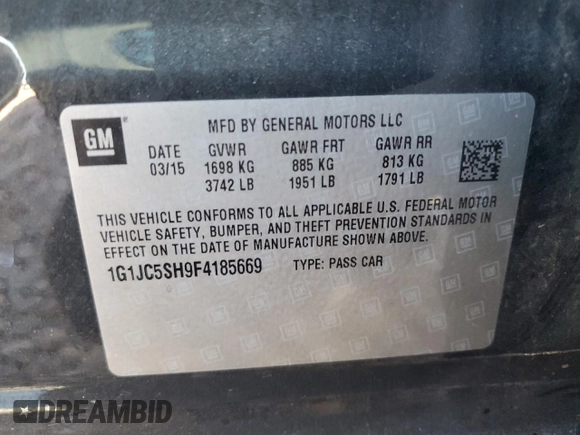 GM
MFD BY GENERAL MOTORS LLC
DATE GVWR GAWR FRT GAWR RR
03/15 1698 KG 885 KG 813 KG
3742 LB 1951 LB 1791 LB
THIS VEHICLE CONFORMS TO ALL APPLICABLE U.S. FEDERAL MOTOR
VEHICLE SAFETY, BUMPER, AND THEFT PREVENTION STANDARDS IN
EFFECT ON THE DATE OF MANUFACTURE SHOWN ABOVE.
1G1JC5SH9F4185669 TYPE: PASS CAR
DREAMBID